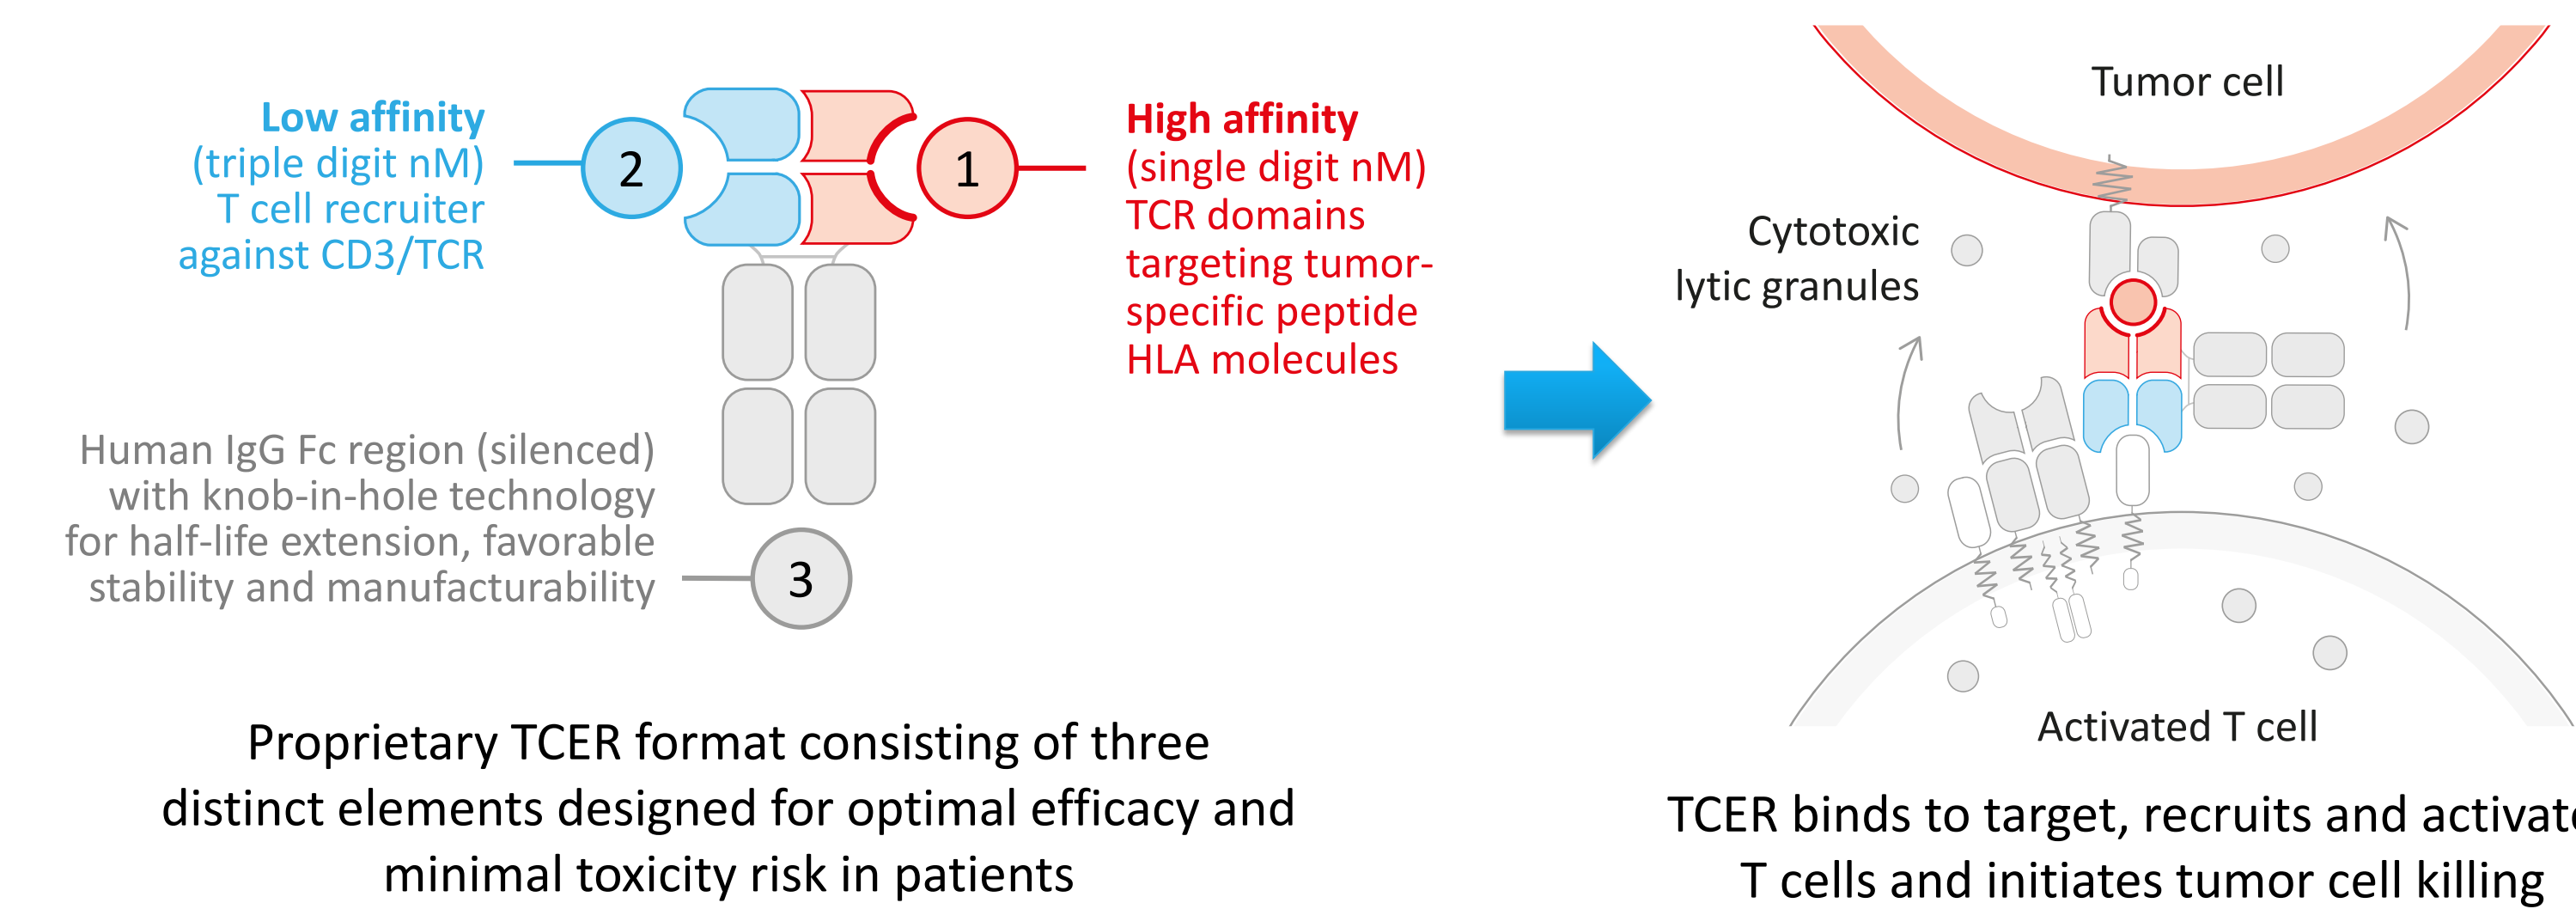 Low affinity
(triple digit nM)
T cell recruiter
against CD3/TCR
2
1
High affinity
(single digit nM)
TCR domains
targeting tumor-
specific peptide
HLA molecules
Human IgG Fc region (silenced)
with knob-in-hole technology
for half-life extension, favorable
stability and manufacturability
3
Proprietary TCER format consisting of three
distinct elements designed for optimal efficacy and
minimal toxicity risk in patients
Tumor cell
Cytotoxic
lytic granules
Activated T cell
TCER binds to target, recruits and
T cells and initiates tumor cell killing